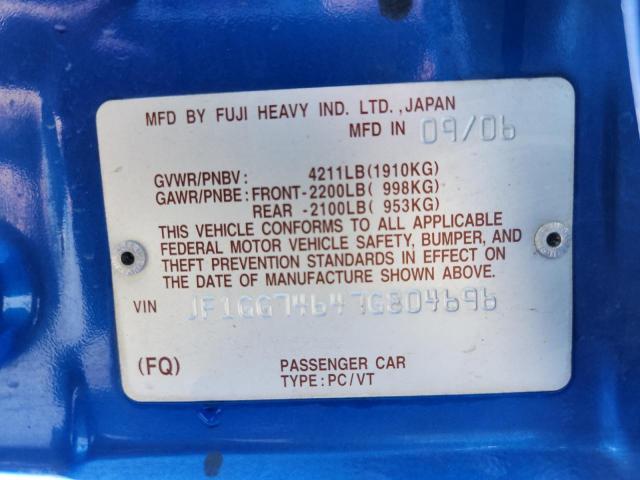 MFD BY FUJI HEAVY IND. LTD.,JAPAN
MFD IN 09/06
GVWR/PNBV: 4211LB(1910KG)
GAWR/PNBE: FRONT-2200LB( 998KG)
REAR -2100LB( 953KG)
THIS VEHICLE CONFORMS TO ALL APPLICABLE
FEDERAL MOTOR VEHICLE SAFETY, BUMPER, AND
THEFT PREVENTION STANDARDS IN EFFECT ON
THE DATE OF MANUFACTURE SHOWN ABOVE.
VIN JF1GG74647G804696
(FQ) PASSENGER CAR
TYPE:PC/VT